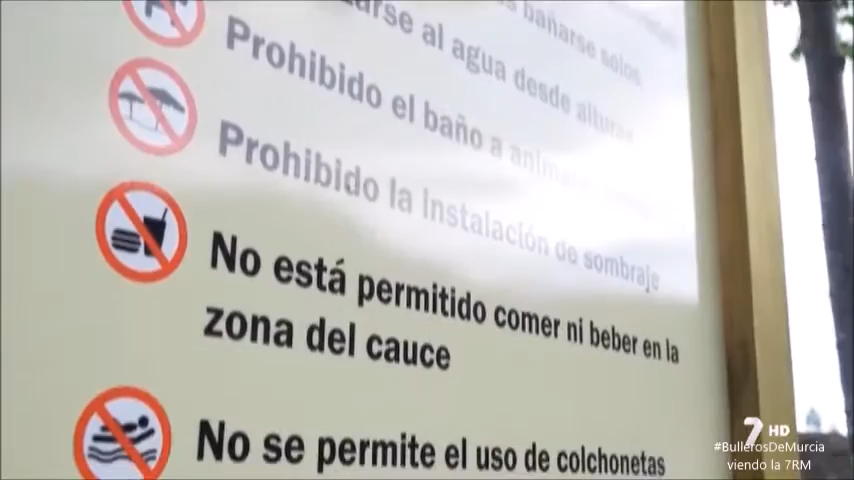 bañarse solos
al agua desde alturas
Prohibido el baño a
Prohibido la instalación de sombraje
No está permitido comer ni beber en la
zona del cauce
No se permite el uso de colchonetas
7 HD
#BullerosDeMurcia
viendo la 7RM